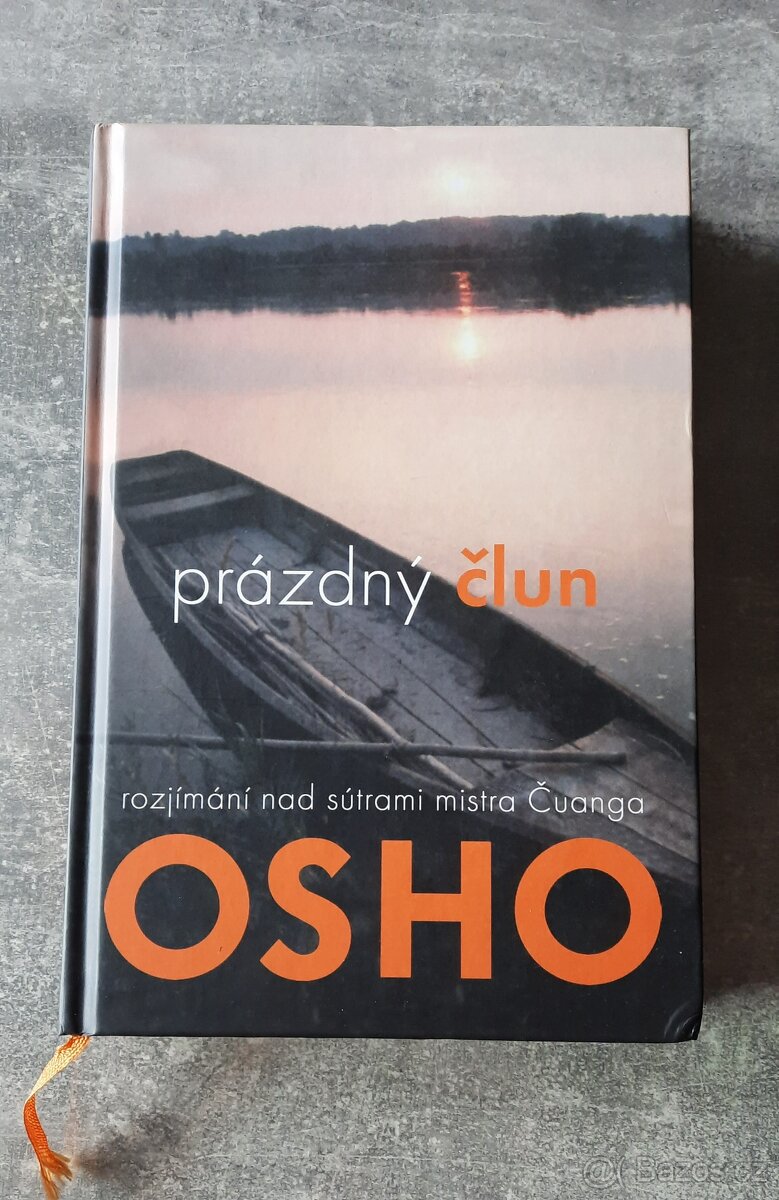 prázdný člun
rozjímání nad sútrami mistra Čuanga
OSHO
@ Bazos.cz